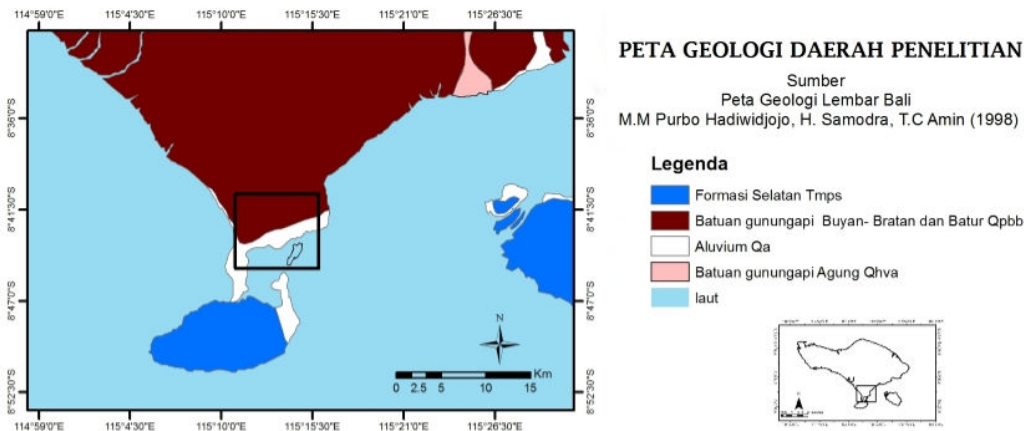 114°59'0"E 115°4'30"E 115°10'0"E 115°15'30"E 115°21'0"E 115°26'30"E
8°36'0"S 8°36'0"S
8°41'30"S 8°41'30"S
8°47'0"S 8°47'0"S
8°52'30"S 8°52'30"S
N
Km
0 2.5 5 10 15
114°59'0"E 115°4'30"E 115°10'0"E 115°15'30"E 115°21'0"E 115°26'30"E
PETA GEOLOGI DAERAH PENELITIAN
Sumber
Peta Geologi Lembar Bali
M.M Purbo Hadiwidjojo, H. Samodra, T.C Amin (1998)
Legenda
Formasi Selatan Tmps
Batuan gunungapi Buyan- Bratan dan Batur Qpbb
Aluvium Qa
Batuan gunungapi Agung Qhva
laut